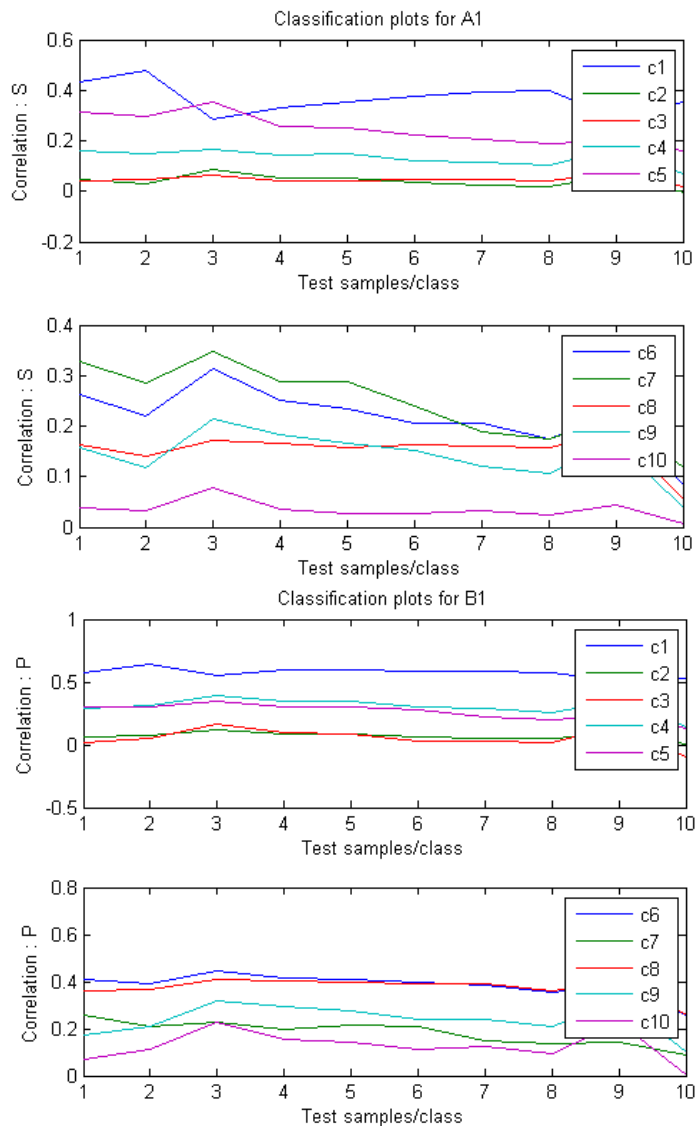 Classification plots for A1
0.6
0.4
0.2
0
-0.2
Correlation : S
c1
c2
c3
c4
c5
1 2 3 4 5 6 7 8 9 10
Test samples/class
0.4
0.3
0.2
0.1
0
Correlation : S
c6
c7
c8
c9
c10
1 2 3 4 5 6 7 8 9 10
Test samples/class
Classification plots for B1
1
0.5
0
-0.5
Correlation : P
c1
c2
c3
c4
c5
1 2 3 4 5 6 7 8 9 10
Test samples/class
0.8
0.6
0.4
0.2
0
Correlation : P
c6
c7
c8
c9
c10
1 2 3 4 5 6 7 8 9 10
Test samples/class